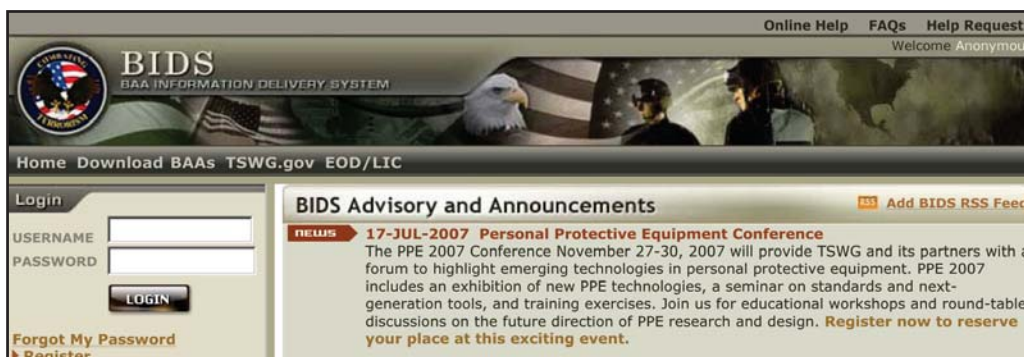 Online Help FAQs Help Request
Welcome Anonymou
COMBATING
TERRORISM
BIDS
BAA INFORMATION DELIVERY SYSTEM
Home Download BAAs TSWG.gov EOD/LIC
Login
USERNAME
PASSWORD
LOGIN
Forgot My Password
Register
BIDS Advisory and Announcements
RSS Add BIDS RSS Feed
NEWS 17-JUL-2007 Personal Protective Equipment Conference
The PPE 2007 Conference November 27-30, 2007 will provide TSWG and its partners with a
forum to highlight emerging technologies in personal protective equipment. PPE 2007
includes an exhibition of new PPE technologies, a seminar on standards and next-
generation tools, and training exercises. Join us for educational workshops and round-table
discussions on the future direction of PPE research and design. Register now to reserve
your place at this exciting event.